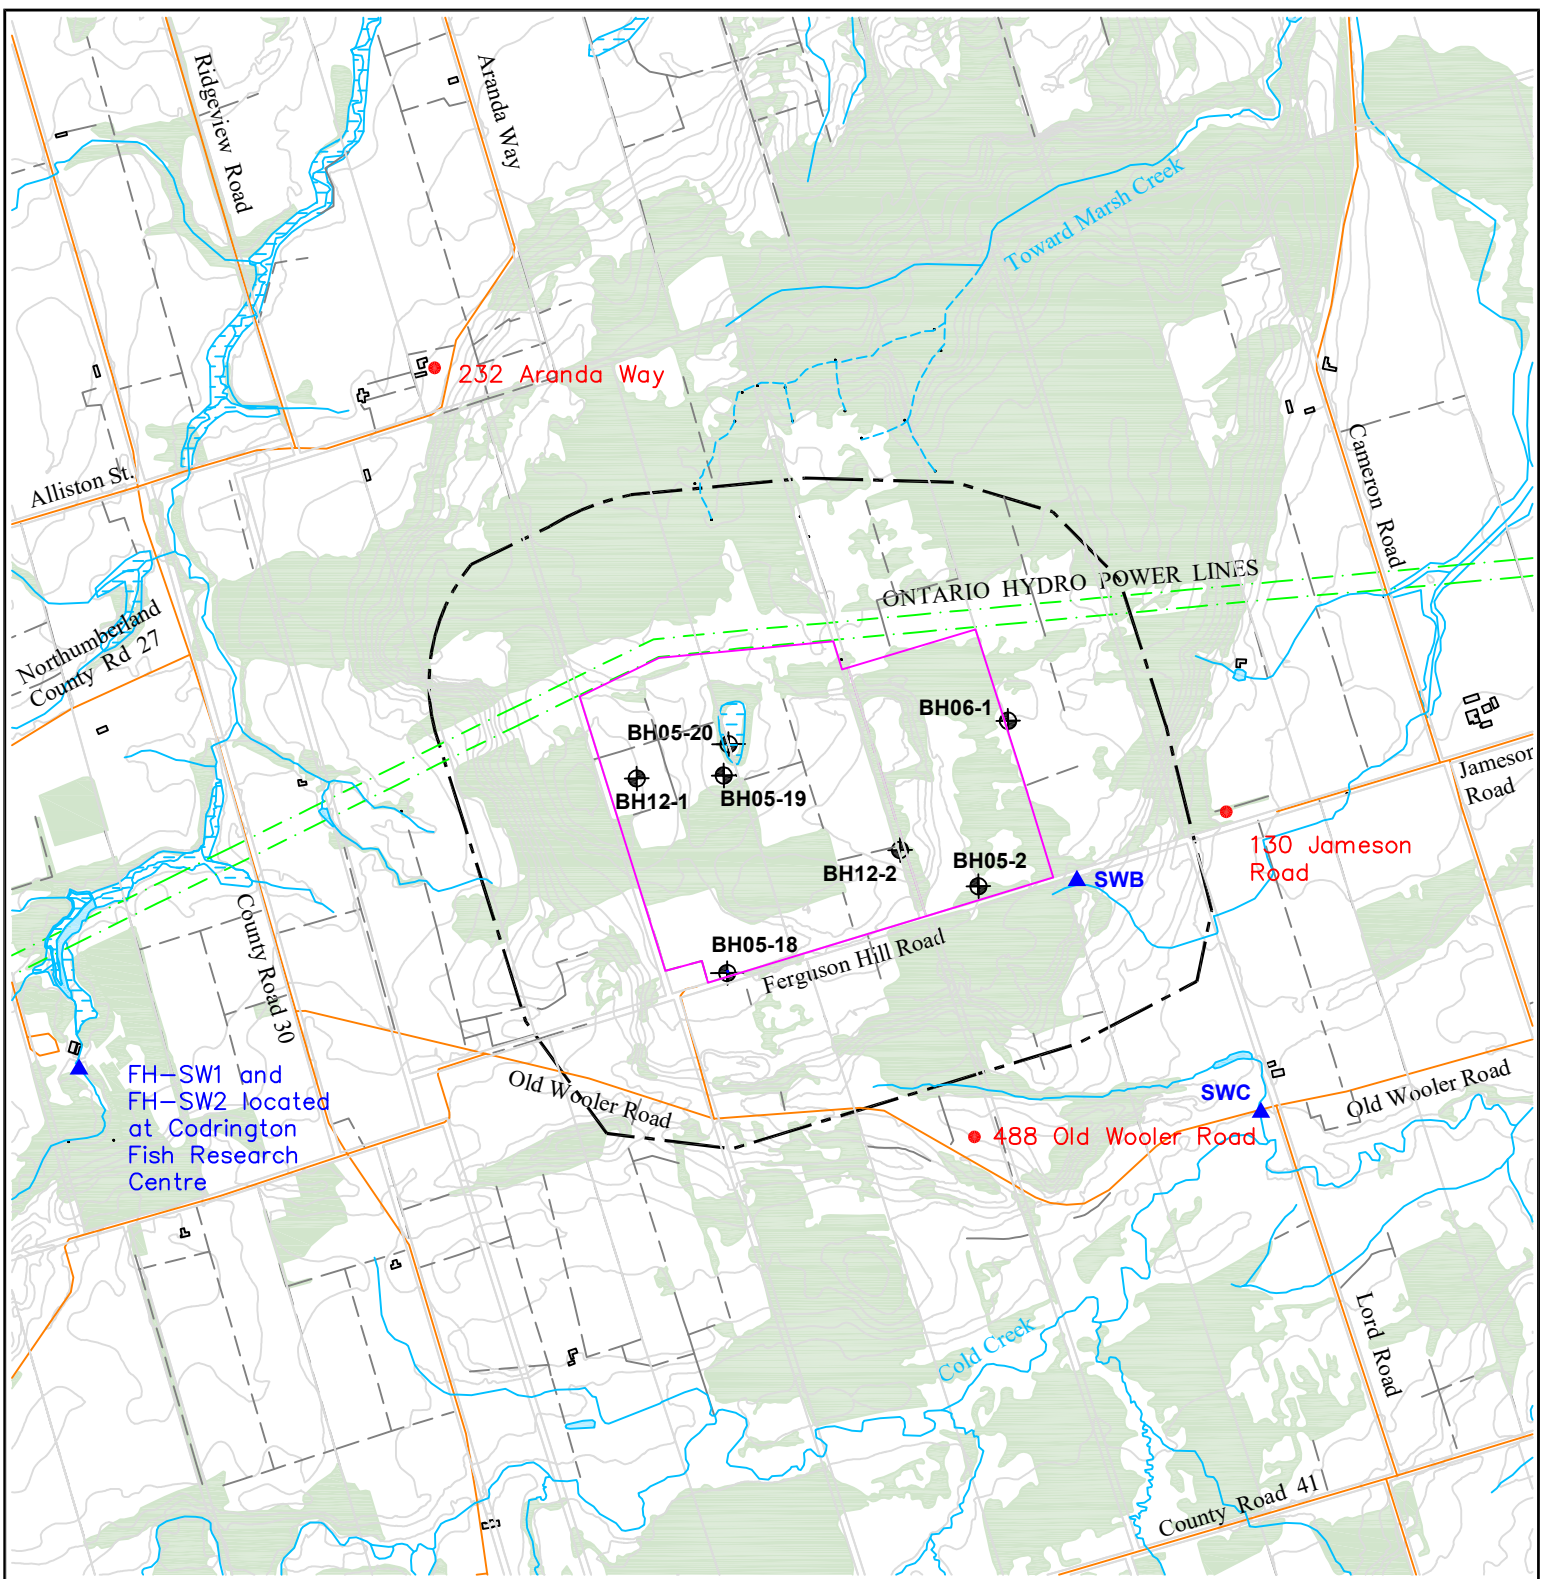 Ridgeview Road
Aranda Way
Toward Marsh Creek
232 Aranda Way
Alliston St.
Cameron Road
ONTARIO HYDRO POWER LINES
Northumberland
County Rd 27
BH06-1
BH05-20
BH12-1
BH05-19
Jameson
Road
130 Jameson
Road
BH12-2
BH05-2
SWB
County Road 30
BH05-18
Ferguson Hill Road
FH-SW1 and
FH-SW2 located
at Codrington
Fish Research
Centre
Old Wooler Road
SWC
Old Wooler Road
488 Old Wooler Road
Cold Creek
Lord Road
County Road 41